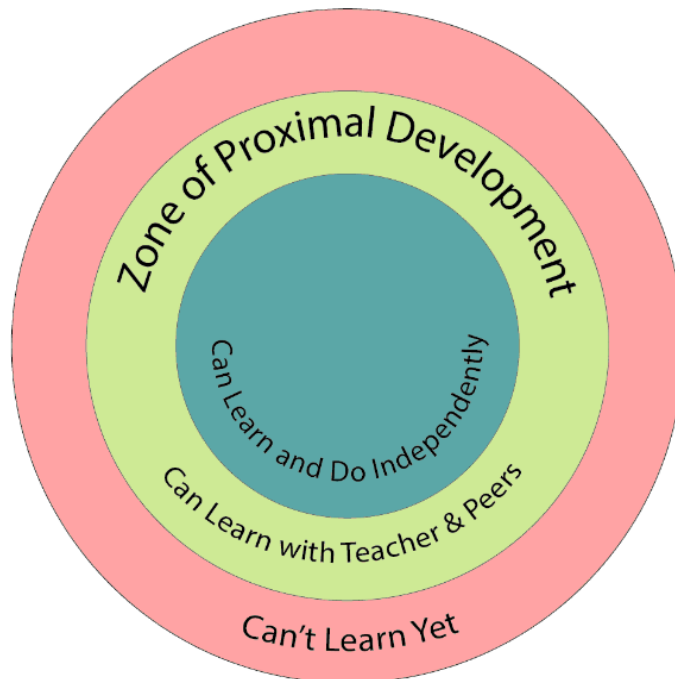 Zone of Proximal Development
Can Learn and Do Independently
Can Learn with Teacher & Peers
Can't Learn Yet